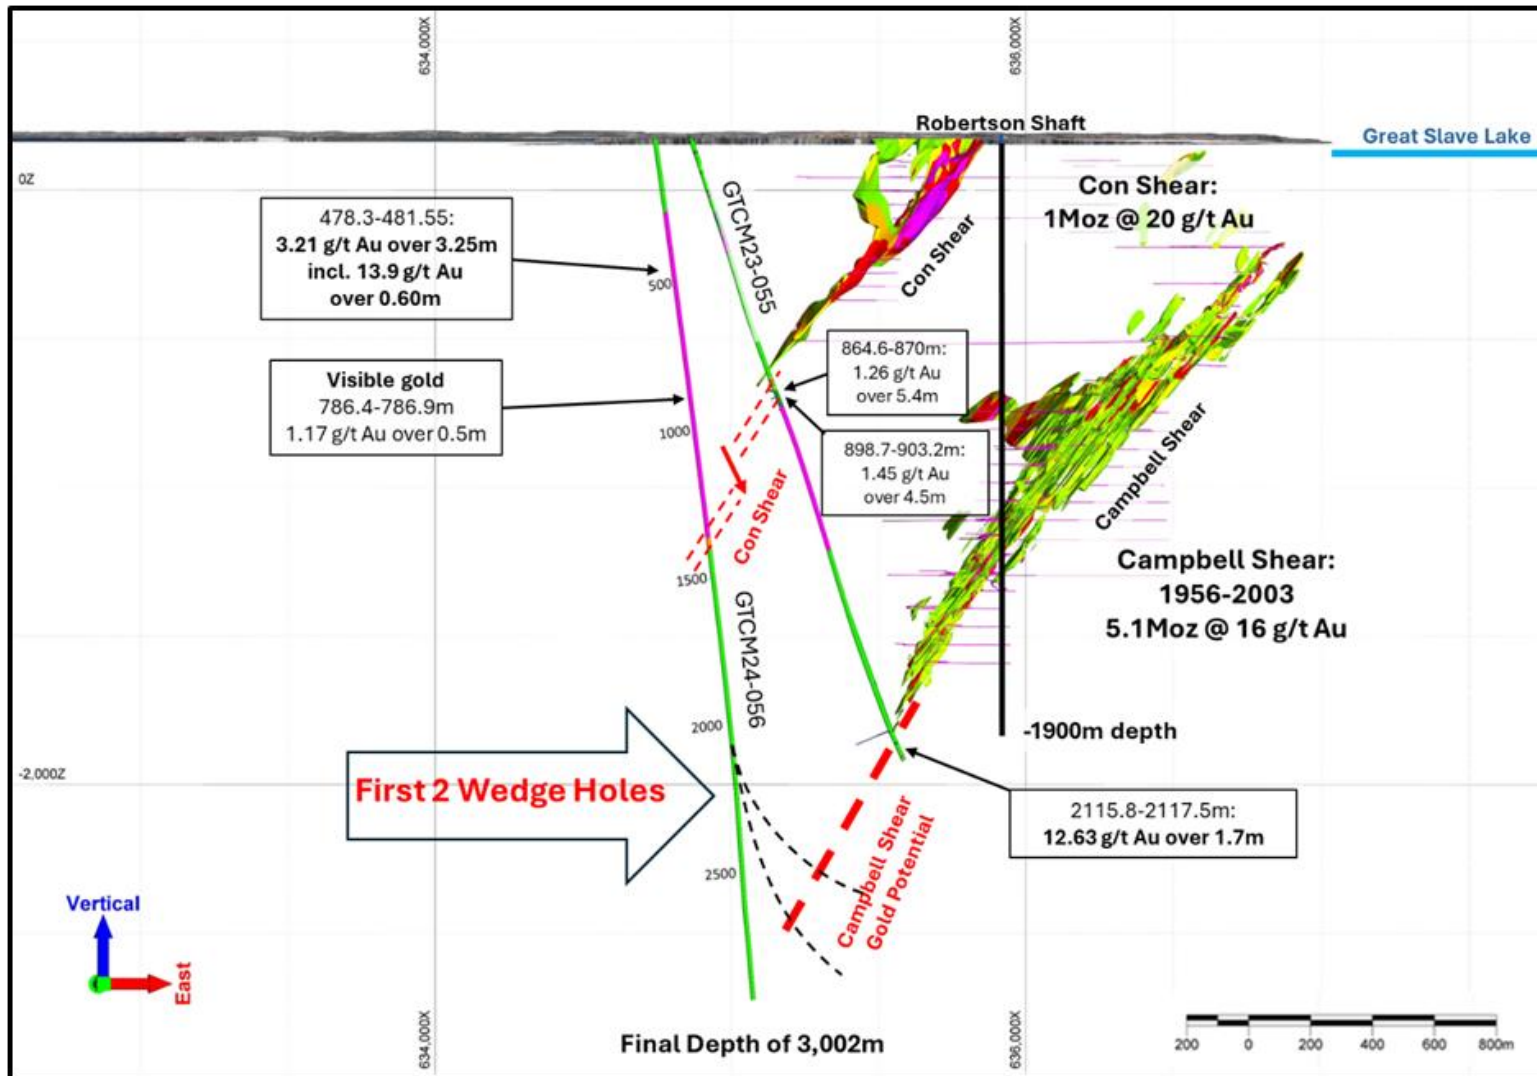 634,000X
636,000X
Robertson Shaft
Great Slave Lake
0Z
Con Shear:
1Moz @ 20 g/t Au
478.3-481.55:
3.21 g/t Au over 3.25m
incl. 13.9 g/t Au
over 0.60m
GTCM23-055
Con Shear
500
864.6-870m:
1.26 g/t Au
over 5.4m
Visible gold
786.4-786.9m
1.17 g/t Au over 0.5m
1000
898.7-903.2m:
1.45 g/t Au
over 4.5m
Con Shear
Campbell Shear
Campbell Shear:
1956-2003
5.1Moz @ 16 g/t Au
1500
GTCM24-056
2000
-1900m depth
-2,000Z
First 2 Wedge Holes
2115.8-2117.5m:
12.63 g/t Au over 1.7m
2500
Campbell Shear
Gold Potential
Vertical
East
634,000X
636,000X
Final Depth of 3,002m
200 0 200 400 600 800m